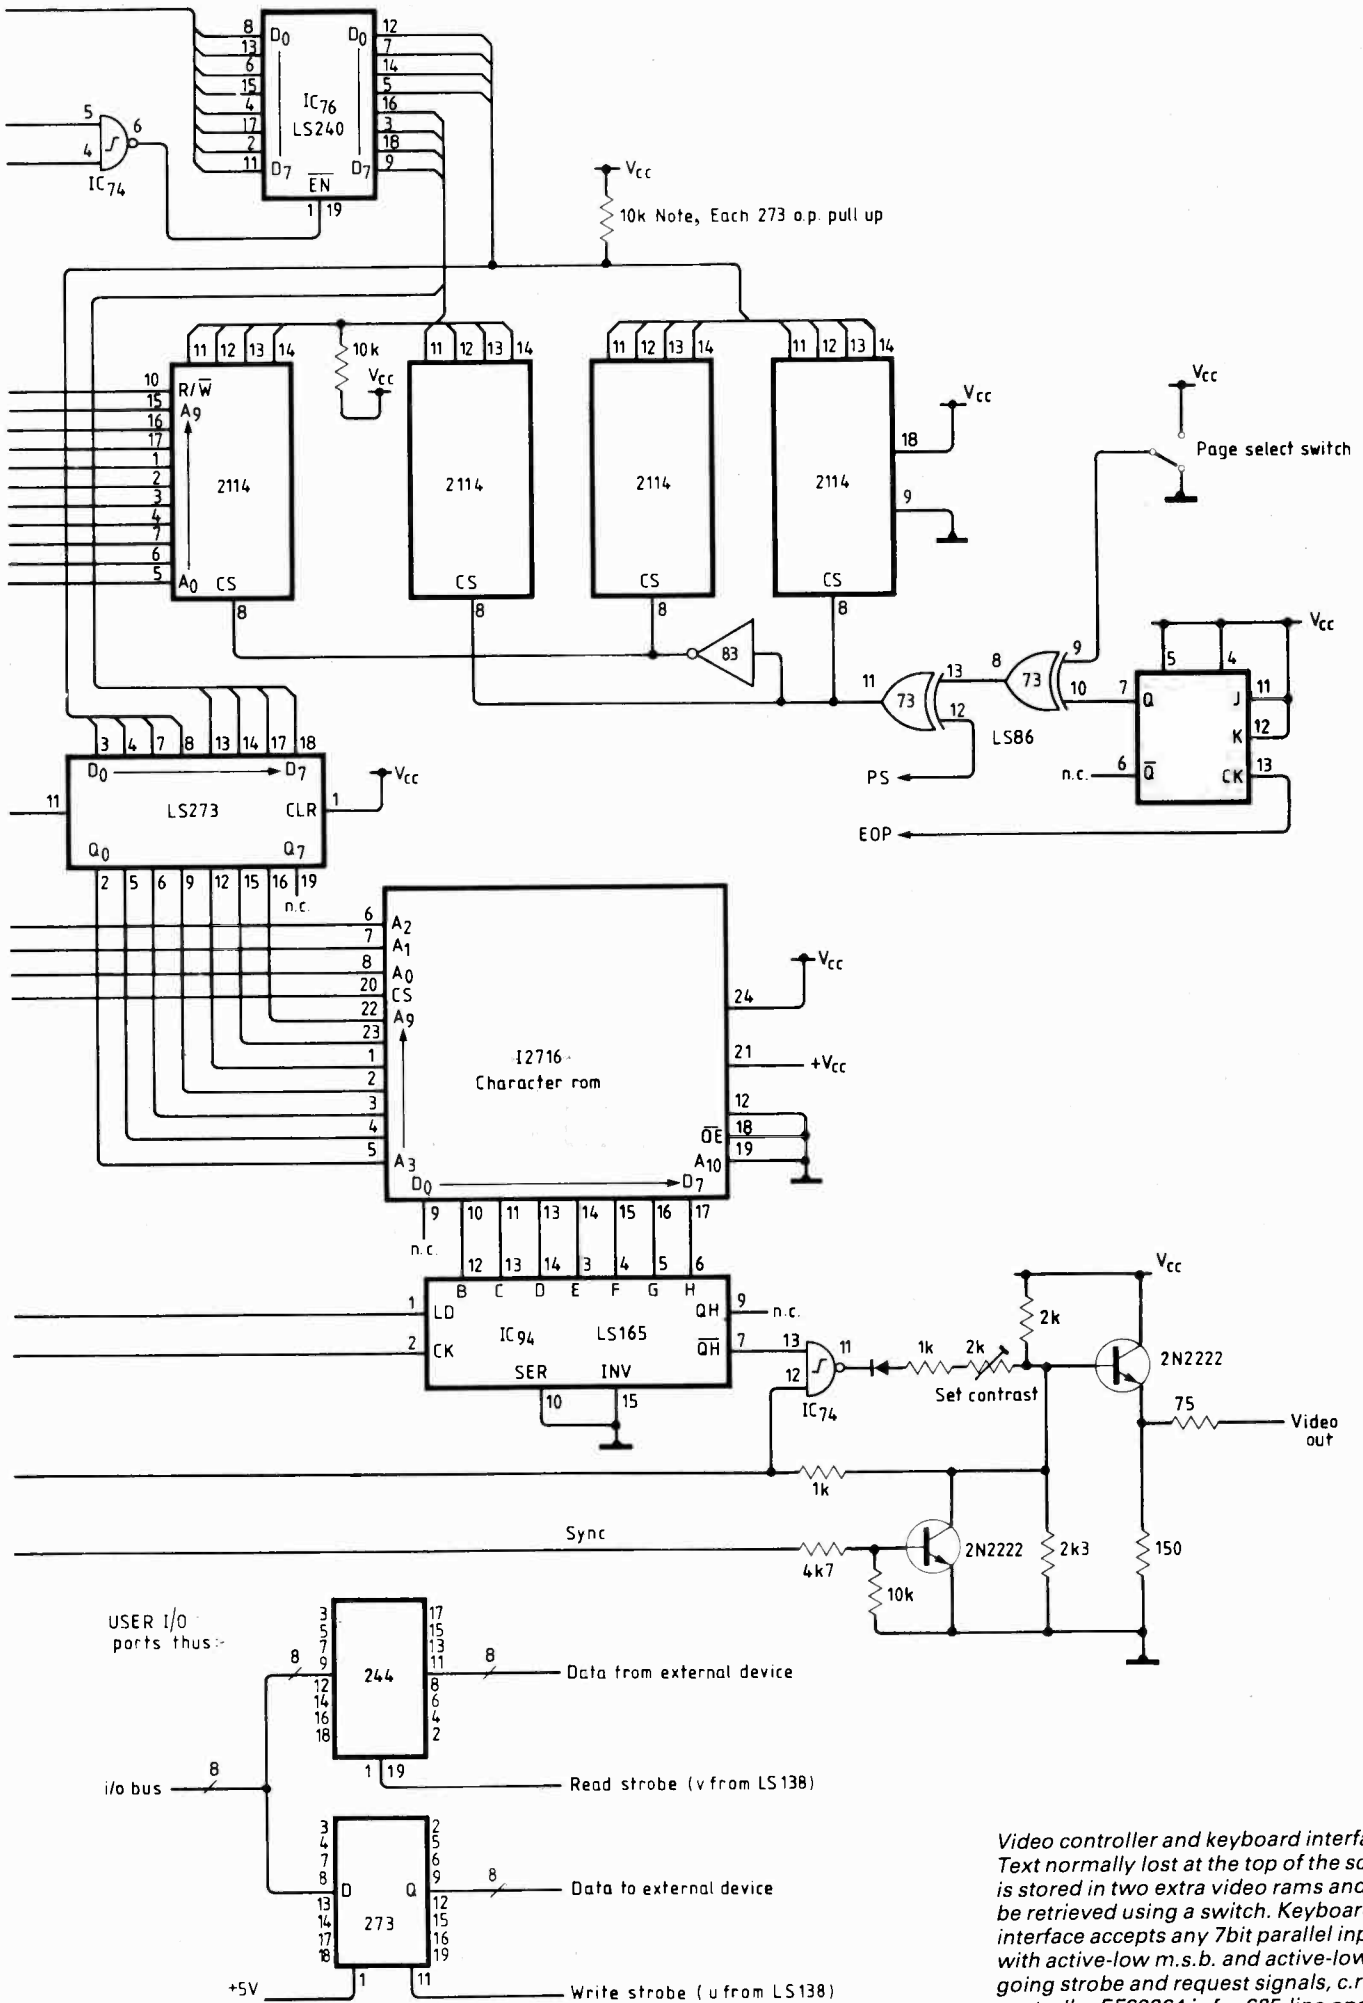 8 D0 D0 12
13 7
6 14
15 5
4 IC76 16
17 LS240 3
2 18
11 D7 D7 9
EN
1 19
5 6
4
IC74
Vcc
10k Note, Each 273 o.p. pull up
11 12 13 14
10k
Vcc
11 12 13 14
11 12 13 14
11 12 13 14
10 R/W
15 A9
16
17
1
2
3
4
7
6
5 A0 CS
2114
8
2114
CS
8
2114
CS
8
2114
CS
8
18 Vcc
9
Vcc
Page select switch
83
11 73 13
12
8 73 9
10
LS86
PS
Vcc
5 4
7 Q J 11
K 12
6 Q CK 13
n.c.
EOP
3 4 7 8 13 14 17 18
D0 D7
11 LS273 CLR 1 Vcc
Q0 Q7
2 5 6 9 12 15 16 19
n.c.
6 A2
7 A1
8 A0
20 CS
22 A9
23
1
2
3
4
5 A3
I2716
Character rom
24 Vcc
21 +Vcc
12
OE 18
A10 19
D0 D7
9 10 11 13 14 15 16 17
n.c.
12 13 14 3 4 5 6
B C D E F G H
1 LD QH 9 n.c.
IC94 LS165
2 CK QH 7
SER INV
10 15
13 11
12
IC74
1k 2k
Set contrast
2k
Vcc
2N2222
75
Video
out
1k
Sync
4k7
10k
2N2222
2k3
150
USER I/O
ports thus:-
3 17
5 15
7 13
9 11
12 8
14 6
16 4
18 2
244
8
8
Data from external device
1 19
Read strobe (v from LS138)
i/o bus 8
3 2
4 5
7 6
8 D Q 9
13 12
14 15
17 16
18 19
273
8
Data to external device
+5V 1 11
Write strobe (u from LS138)
Video controller and keyboard interfa
Text normally lost at the top of the sc
is stored in two extra video rams and
be retrieved using a switch. Keyboar
interface accepts any 7bit parallel inp
with active-low m.s.b. and active-low
going strobe and request signals, c.r